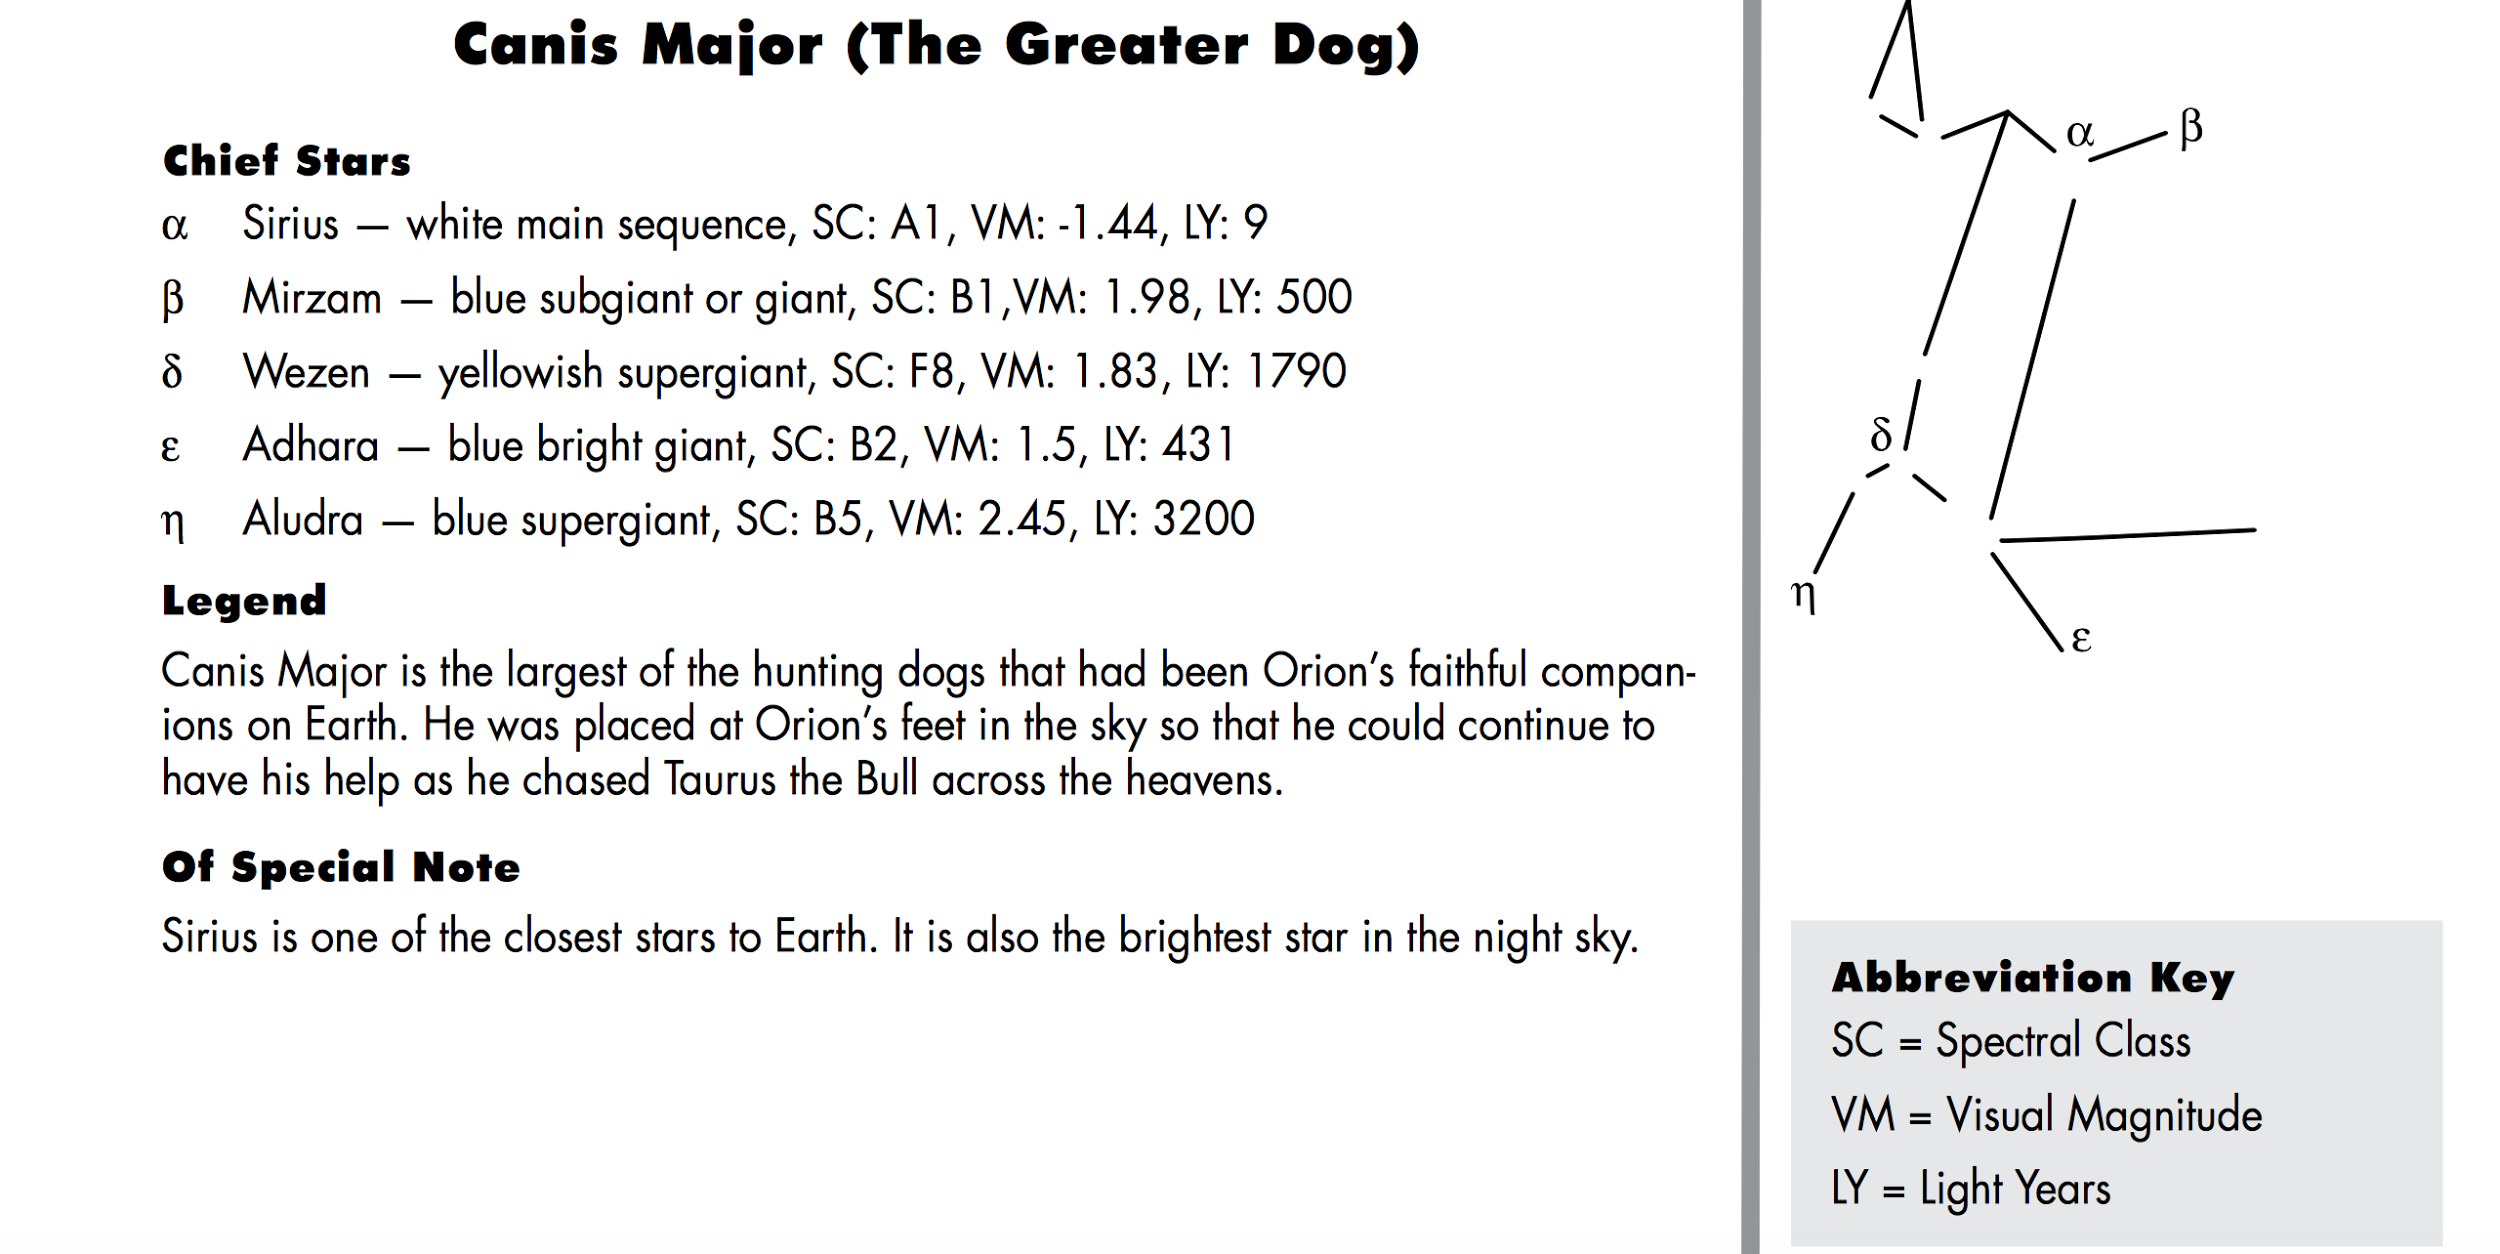 Canis Major (The Greater Dog)
Chief Stars
α Sirius — white main sequence, SC: A1, VM: -1.44, LY: 9
β Mirzam — blue subgiant or giant, SC: B1,VM: 1.98, LY: 500
δ Wezen — yellowish supergiant, SC: F8, VM: 1.83, LY: 1790
ε Adhara — blue bright giant, SC: B2, VM: 1.5, LY: 431
η Aludra — blue supergiant, SC: B5, VM: 2.45, LY: 3200
Legend
Canis Major is the largest of the hunting dogs that had been Orion’s faithful compan-
ions on Earth. He was placed at Orion’s feet in the sky so that he could continue to
have his help as he chased Taurus the Bull across the heavens.
Of Special Note
Sirius is one of the closest stars to Earth. It is also the brightest star in the night sky.
α
β
δ
η
ε
Abbreviation Key
SC = Spectral Class
VM = Visual Magnitude
LY = Light Years